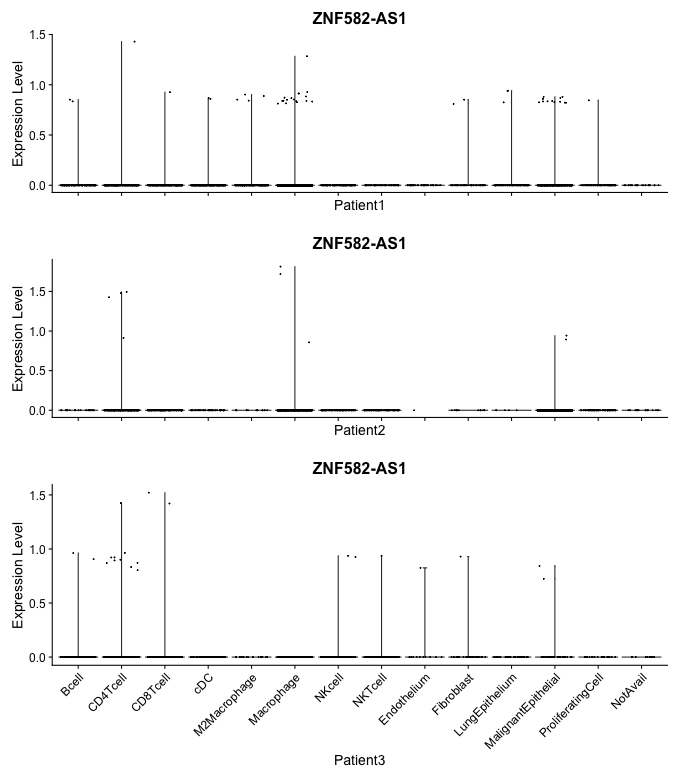 ZNF582-AS1
Expression Level
1.5
1.0
0.5
0.0
Patient1
ZNF582-AS1
Expression Level
1.5
1.0
0.5
0.0
Patient2
ZNF582-AS1
Expression Level
1.5
1.0
0.5
0.0
Bcell
CD4Tcell
CD8Tcell
cDC
M2Macrophage
Macrophage
NKcell
NKTcell
Endothelium
Fibroblast
LungEpithelium
MalignantEpithelial
ProliferatingCell
NotAvail
Patient3